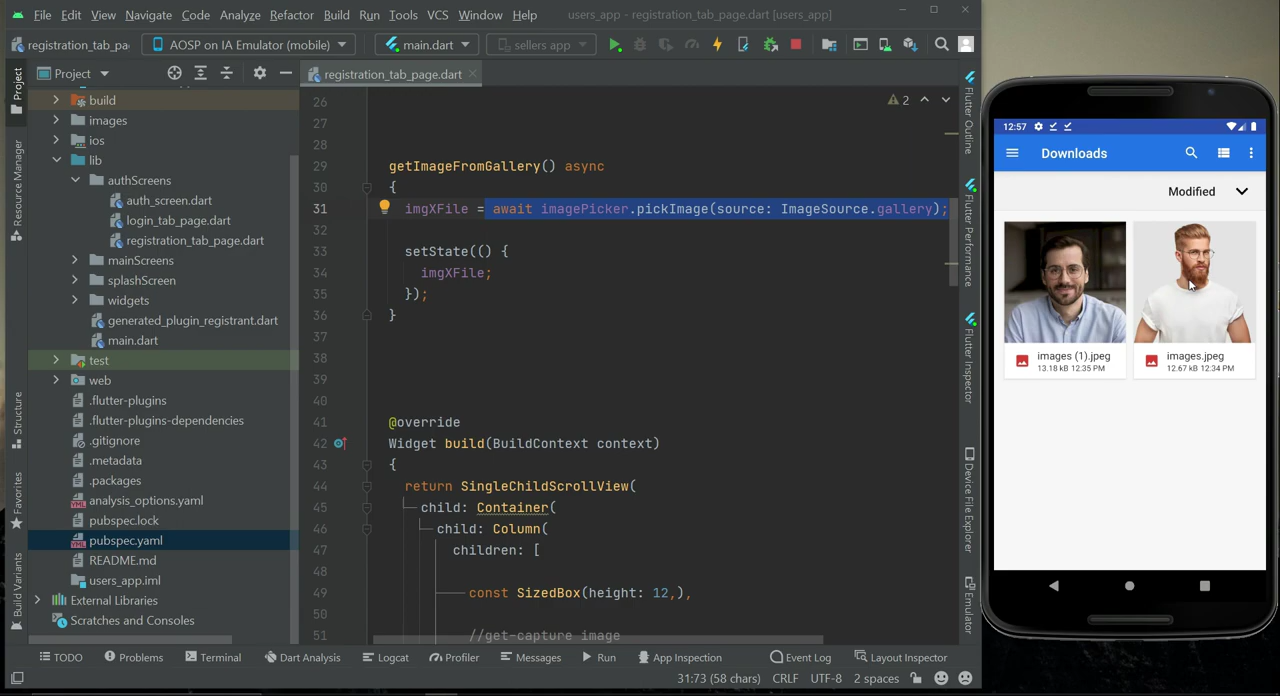 File Edit View Navigate Code Analyze Refactor Build Run Tools VCS Window Help users_app - registration_tab_page.dart [users_app]
registration_tab_pa AOSP on IA Emulator (mobile) main.dart sellers app
Project
registration_tab_page.dart
build
images
ios
lib
authScreens
auth_screen.dart
login_tab_page.dart
registration_tab_page.dart
mainScreens
splashScreen
widgets
generated_plugin_registrant.dart
main.dart
test
web
.flutter-plugins
.flutter-plugins-dependencies
.gitignore
.metadata
.packages
analysis_options.yaml
pubspec.lock
pubspec.yaml
README.md
users_app.iml
External Libraries
Scratches and Consoles
Project
Resource Manager
Structure
Favorites
Build Variants
2
26
27
28
29 getImageFromGallery() async
30 {
31 imgXFile = await imagePicker.pickImage(source: ImageSource.gallery);
32
33 setState(() {
34 imgXFile;
35 });
36 }
37
38
39
40
41 @override
42 Widget build(BuildContext context)
43 {
44 return SingleChildScrollView(
45 child: Container(
46 child: Column(
47 children: [
48
49 const SizedBox(height: 12,),
50
51 //get-capture image
Flutter Outline
Flutter Performance
Flutter Inspector
Device File Explorer
Emulator
TODO Problems Terminal Dart Analysis Logcat Profiler Messages Run App Inspection Event Log Layout Inspector
31:73 (58 chars) CRLF UTF-8 2 spaces
12:57
Downloads
Modified
images (1).jpeg
13.18 kB 12:35 PM
images.jpeg
12.67 kB 12:34 PM